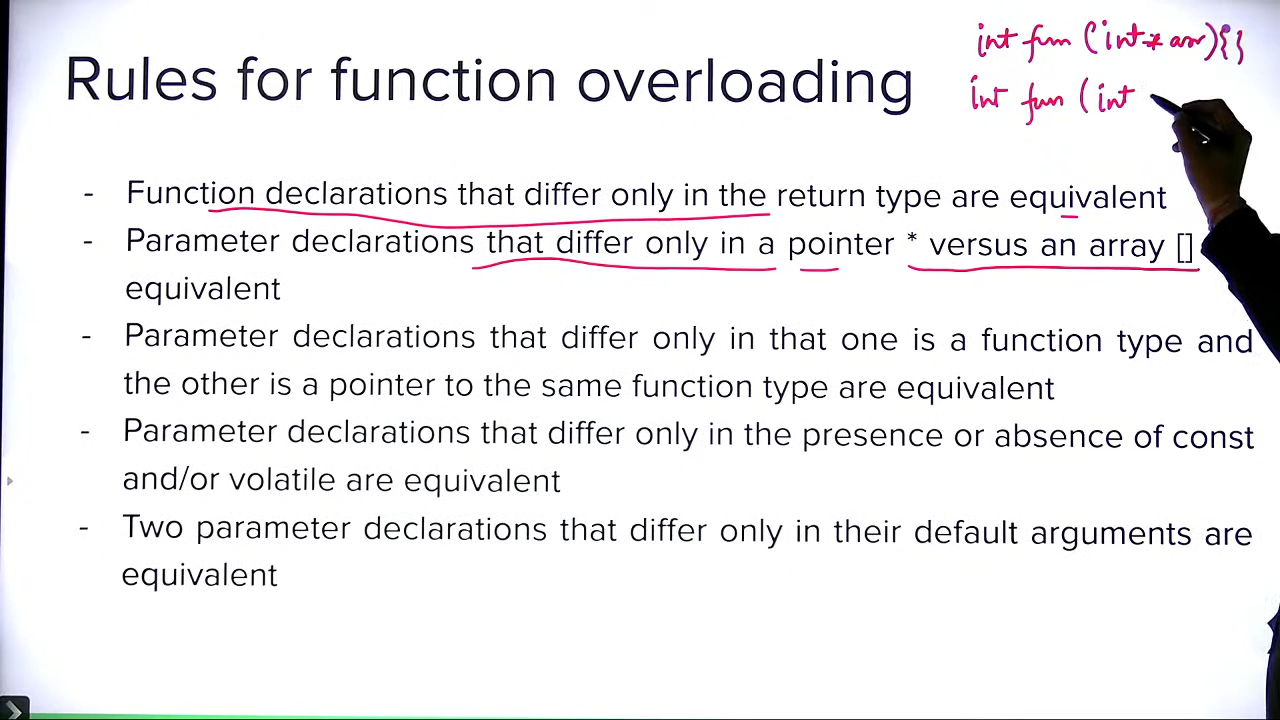 int fun (int* arr){}
Rules for function overloading
int fun (int
- Function declarations that differ only in the return type are equivalent
- Parameter declarations that differ only in a pointer * versus an array []
equivalent
- Parameter declarations that differ only in that one is a function type and
the other is a pointer to the same function type are equivalent
- Parameter declarations that differ only in the presence or absence of const
and/or volatile are equivalent
- Two parameter declarations that differ only in their default arguments are
equivalent